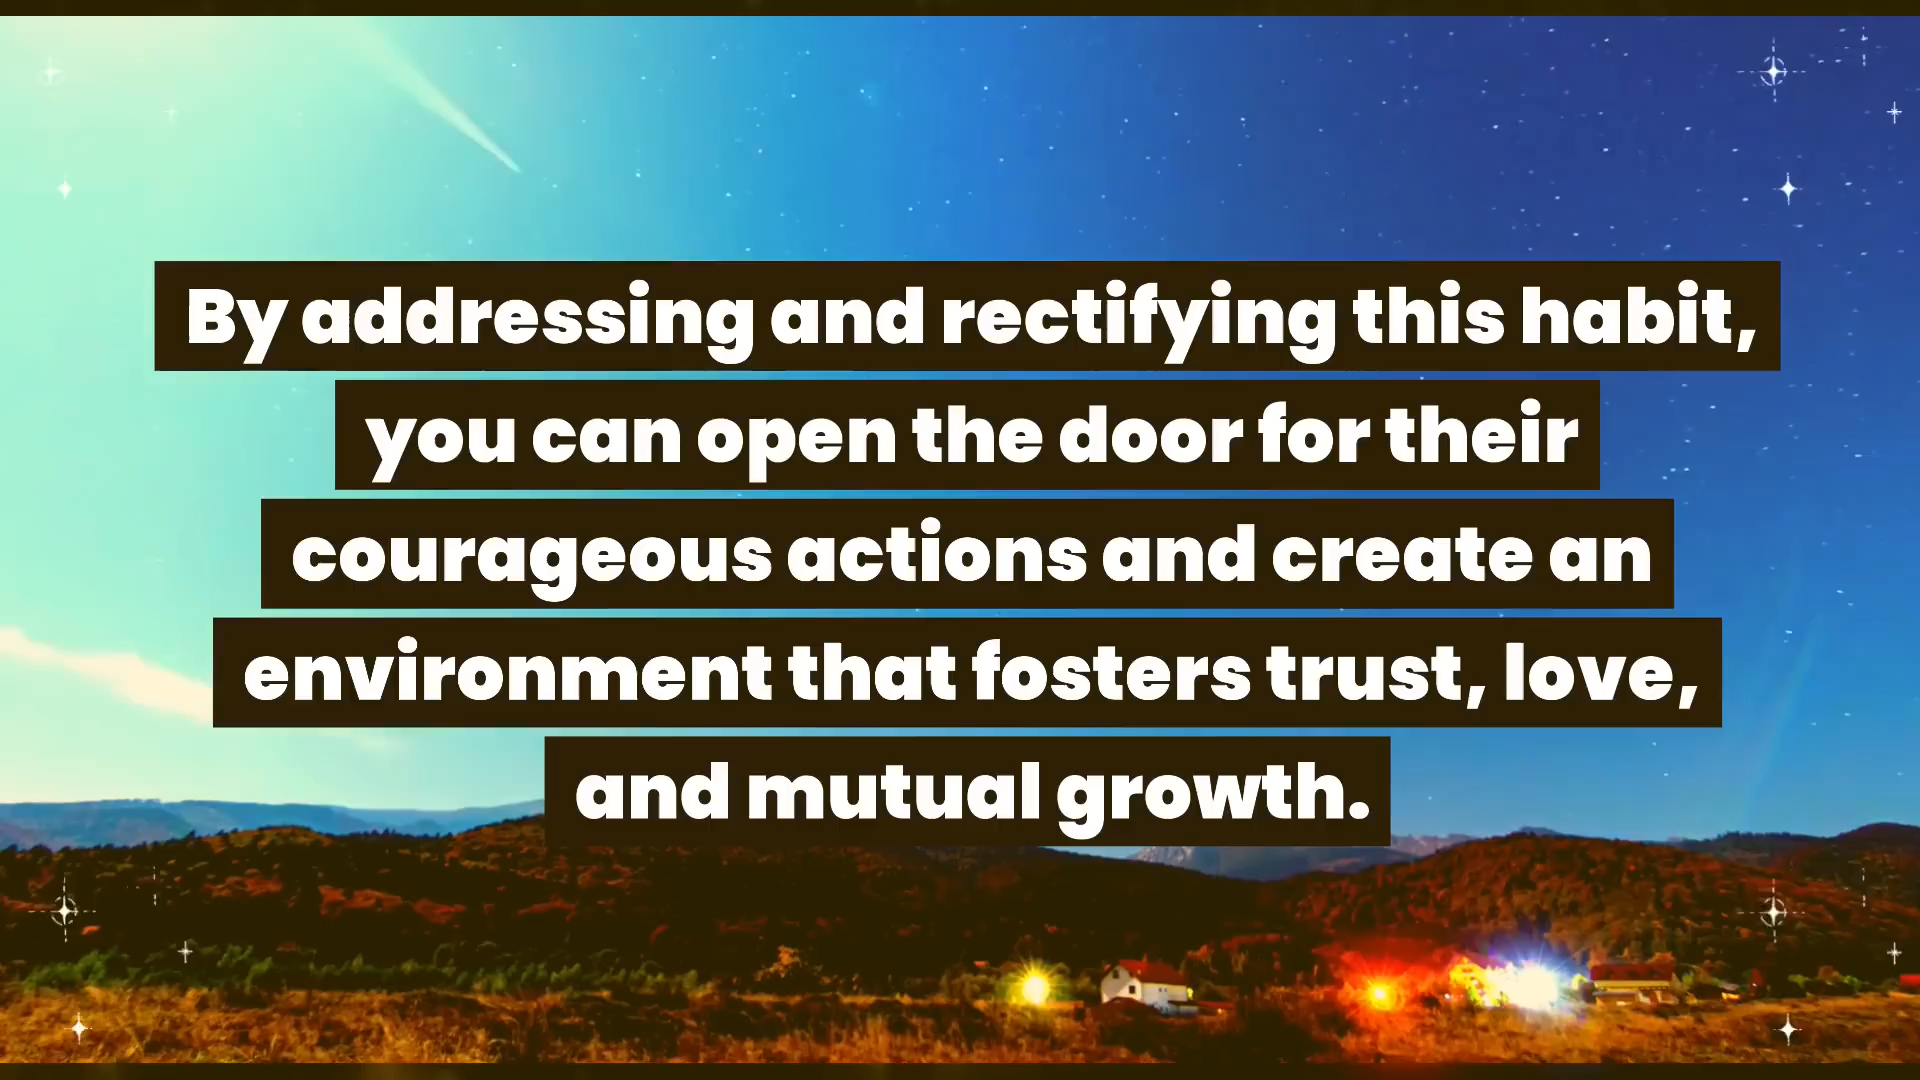 By addressing and rectifying this habit,
you can open the door for their
courageous actions and create an
environment that fosters trust, love,
and mutual growth.